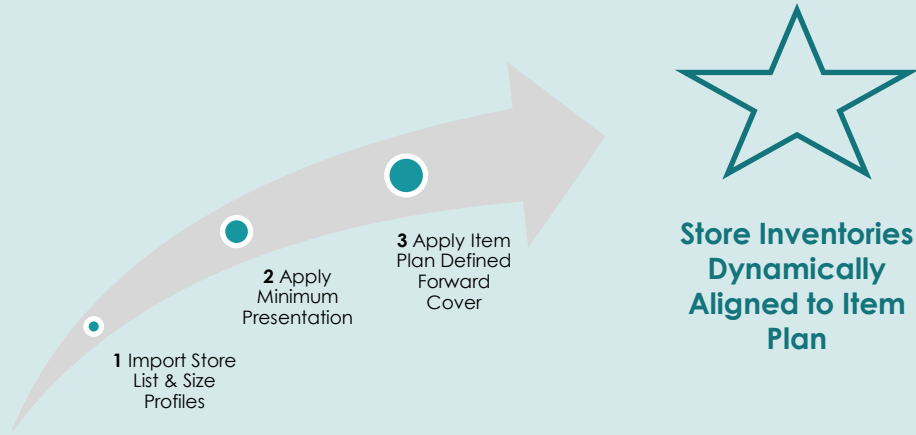 1 Import Store
List & Size
Profiles
2 Apply
Minimum
Presentation
3 Apply Item
Plan Defined
Forward
Cover
Store Inventories
Dynamically
Aligned to Item
Plan